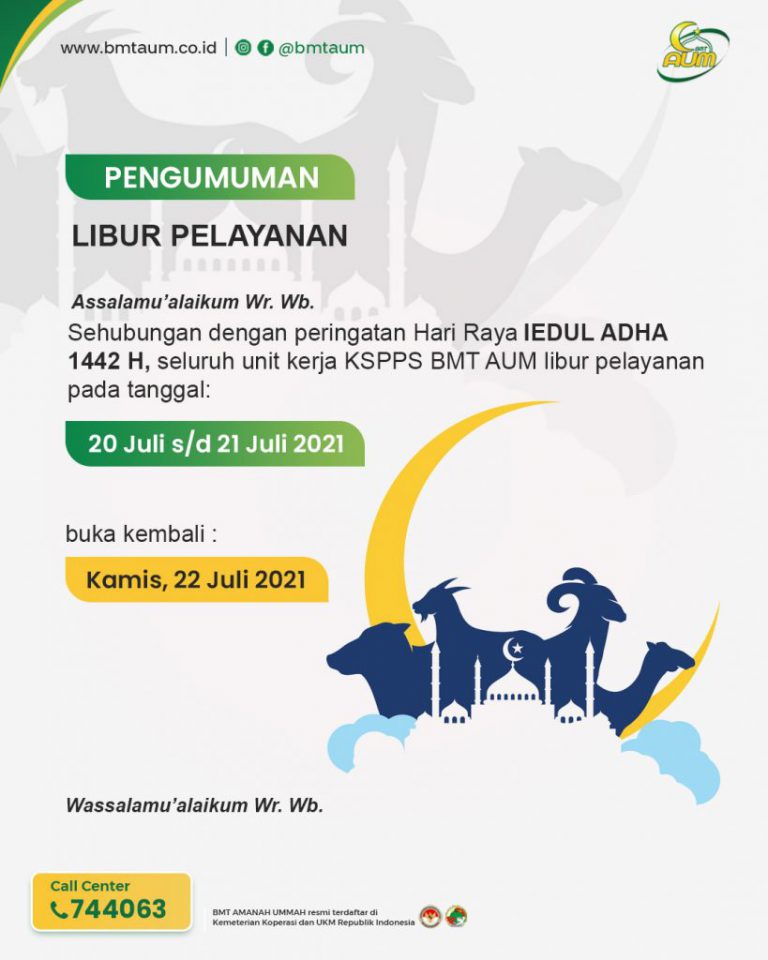 www.bmtaum.co.id | @bmtaum
BMT
AUM
PENGUMUMAN
LIBUR PELAYANAN
Assalamu’alaikum Wr. Wb.
Sehubungan dengan peringatan Hari Raya IEDUL ADHA
1442 H, seluruh unit kerja KSPPS BMT AUM libur pelayanan
pada tanggal:
20 Juli s/d 21 Juli 2021
buka kembali :
Kamis, 22 Juli 2021
Wassalamu’alaikum Wr. Wb.
Call Center
744063
BMT AMANAH UMMAH resmi terdaftar di
Kemeterian Koperasi dan UKM Republik Indonesia